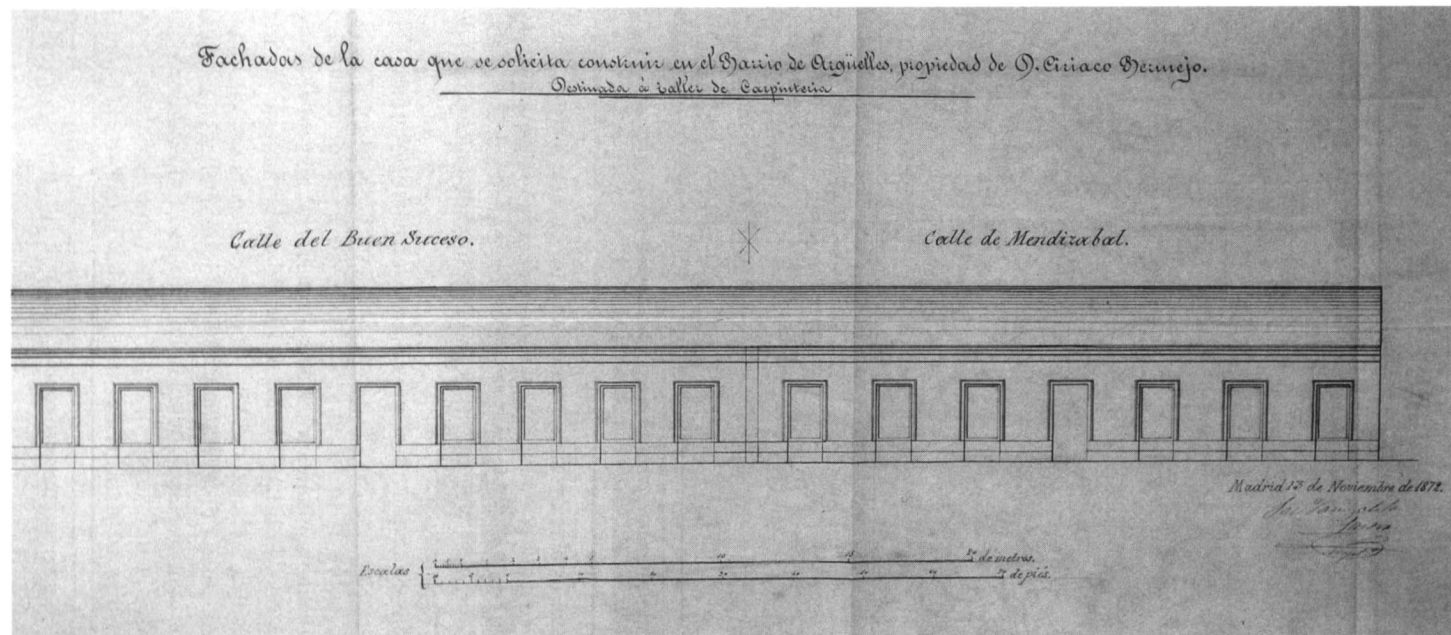 Fachadas de la casa que se solicita construir en el Barrio de Argüelles, propiedad de D. Ciriaco Bermejo.
Destinada à taller de Carpinteria
Calle del Buen Suceso.
Calle de Mendizabal.
Madrid 13 de Noviembre de 1872.
Escalas
de metros.
de piés.